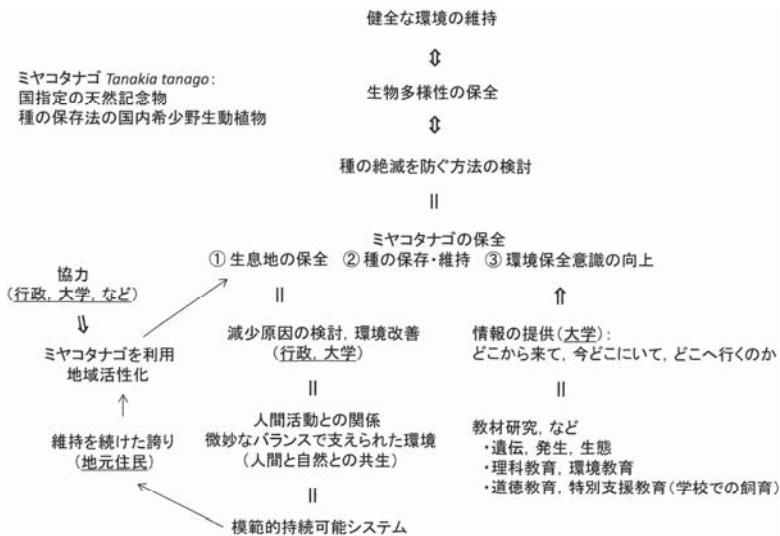 健全な環境の維持
⇕
ミヤコタナゴ Tanakia tanago:
国指定の天然記念物
種の保存法の国内希少野生動植物
生物多様性の保全
⇕
種の絶滅を防ぐ方法の検討
=
ミヤコタナゴの保全
① 生息地の保全 ② 種の保存・維持 ③ 環境保全意識の向上
協力
(行政, 大学, など)
⇓
ミヤコタナゴを利用
地域活性化
維持を続けた誇り
(地元住民)
=
減少原因の検討, 環境改善
(行政, 大学)
=
人間活動との関係
微妙なバランスで支えられた環境
(人間と自然との共生)
=
模範的持続可能システム
⇑
情報の提供(大学):
どこから来て, 今どこにいて, どこへ行くのか
=
教材研究, など
・遺伝, 発生, 生態
・理科教育, 環境教育
・道徳教育, 特別支援教育(学校での飼育)